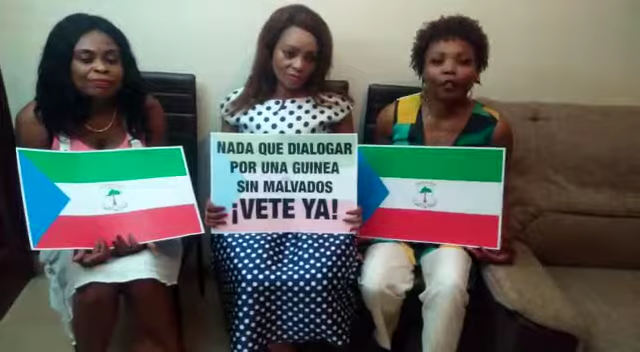 NADA QUE DIALOGAR
POR UNA GUINEA
SIN MALVADOS
¡VETE YA!